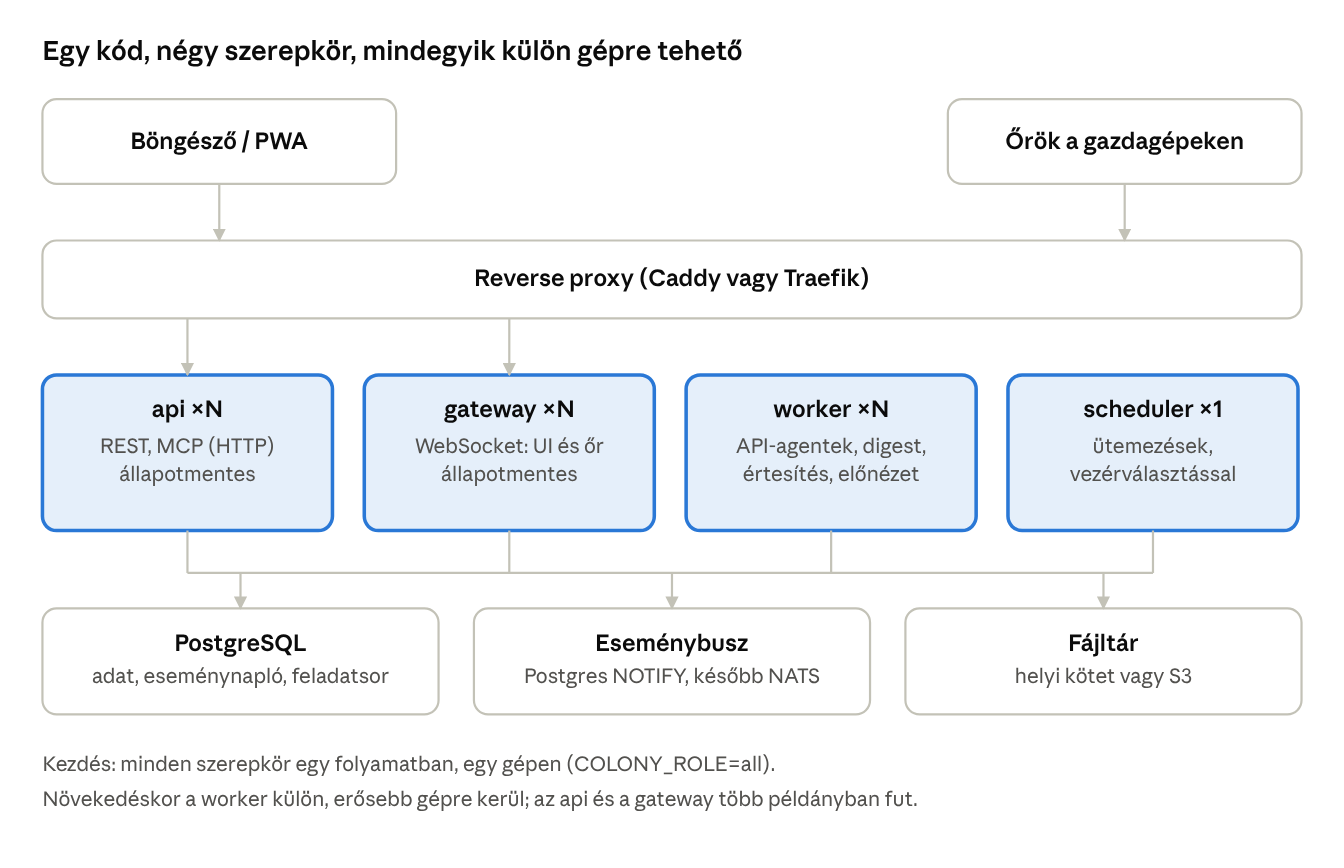 Egy kód, négy szerepkör, mindegyik külön gépre tehető
Böngésző / PWA
Őrök a gazdagépeken
Reverse proxy (Caddy vagy Traefik)
api ×N
REST, MCP (HTTP)
állapotmentes
gateway ×N
WebSocket: UI és őr
állapotmentes
worker ×N
API-agentek, digest,
értesítés, előnézet
scheduler ×1
ütemezések,
vezérválasztással
PostgreSQL
adat, eseménynapló, feladatsor
Eseménybusz
Postgres NOTIFY, később NATS
Fájltár
helyi kötet vagy S3
Kezdés: minden szerepkör egy folyamatban, egy gépen (COLONY_ROLE=all).
Növekedéskor a worker külön, erősebb gépre kerül; az api és a gateway több példányban fut.